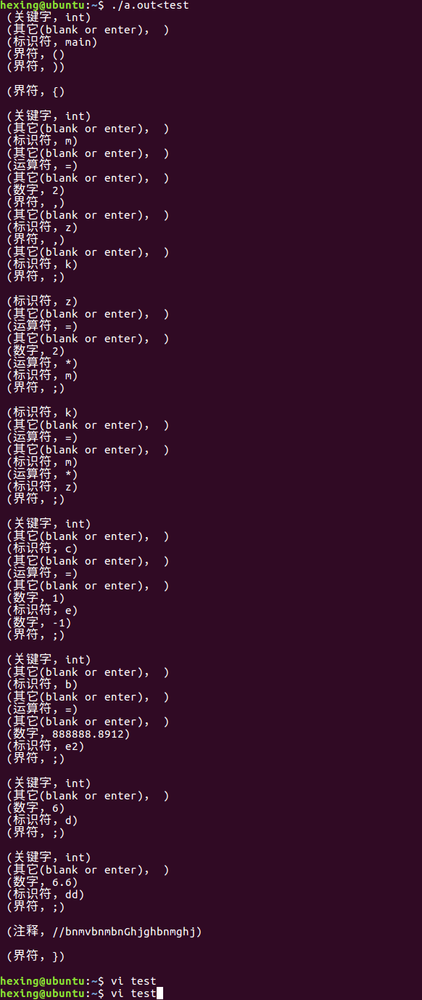 hexing@ubuntu:~$ ./a.out<test
(关键字, int)
(其它(blank or enter),  )
(标识符, main)
(界符, ()
(界符, ))
(界符, {)
(关键字, int)
(其它(blank or enter),  )
(标识符, m)
(其它(blank or enter),  )
(运算符, =)
(其它(blank or enter),  )
(数字, 2)
(界符, ,)
(其它(blank or enter),  )
(标识符, z)
(界符, ,)
(其它(blank or enter),  )
(标识符, k)
(界符, ;)
(标识符, z)
(其它(blank or enter),  )
(运算符, =)
(其它(blank or enter),  )
(数字, 2)
(运算符, *)
(标识符, m)
(界符, ;)
(标识符, k)
(其它(blank or enter),  )
(运算符, =)
(其它(blank or enter),  )
(标识符, m)
(运算符, *)
(标识符, z)
(界符, ;)
(关键字, int)
(其它(blank or enter),  )
(标识符, c)
(其它(blank or enter),  )
(运算符, =)
(其它(blank or enter),  )
(数字, 1)
(标识符, e)
(数字, -1)
(界符, ;)
(关键字, int)
(其它(blank or enter),  )
(标识符, b)
(其它(blank or enter),  )
(运算符, =)
(其它(blank or enter),  )
(数字, 888888.8912)
(标识符, e2)
(界符, ;)
(关键字, int)
(其它(blank or enter),  )
(数字, 6)
(标识符, d)
(界符, ;)
(关键字, int)
(其它(blank or enter),  )
(数字, 6.6)
(标识符, dd)
(界符, ;)
(注释, //bnmvbnmbnGhjghbnmghj)
(界符, })
hexing@ubuntu:~$ vi test
hexing@ubuntu:~$ vi test